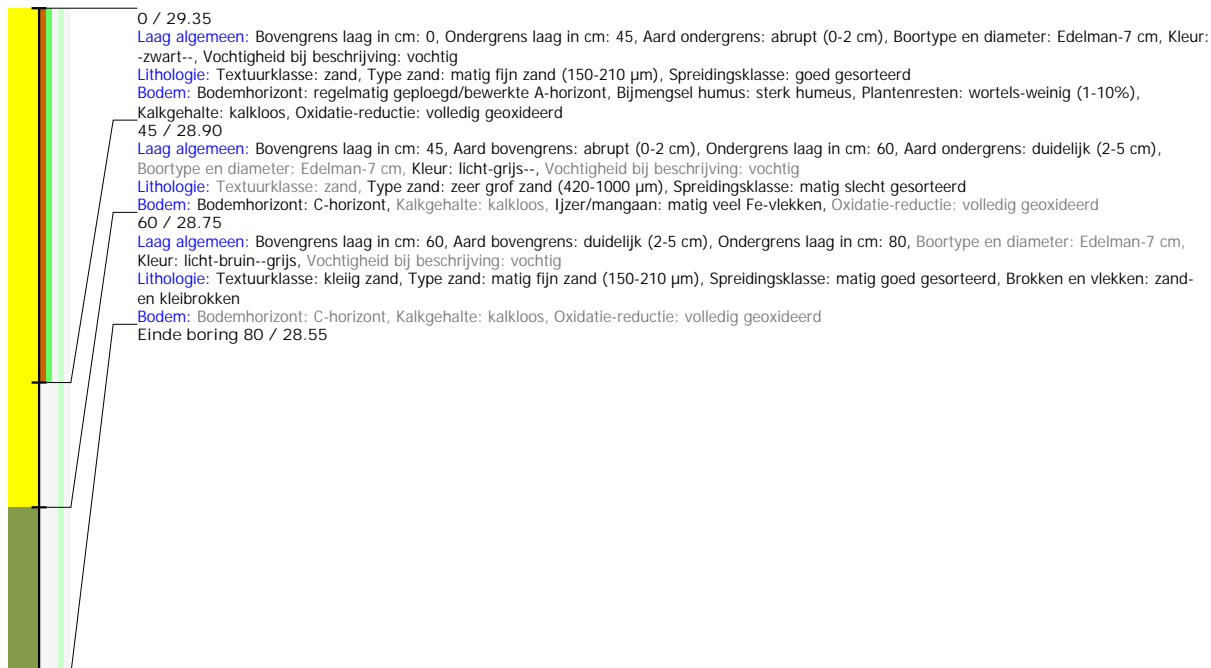 0 / 29.35
Laag algemeen: Bovengrens laag in cm: 0, Ondergrens laag in cm: 45, Aard ondergrens: abrupt (0-2 cm), Boortype en diameter: Edelman-7 cm, Kleur:
-zwart--, Vochtigheid bij beschrijving: vochtig
Lithologie: Textuurklasse: zand, Type zand: matig fijn zand (150-210 µm), Spreidingsklasse: goed gesorteerd
Bodem: Bodemhorizont: regelmatig geploegd/bewerkte A-horizont, Bijmengsel humus: sterk humeus, Plantenresten: wortels-weinig (1-10%),
Kalkgehalte: kalkloos, Oxidatie-reductie: volledig geoxideerd
45 / 28.90
Laag algemeen: Bovengrens laag in cm: 45, Aard bovengrens: abrupt (0-2 cm), Ondergrens laag in cm: 60, Aard ondergrens: duidelijk (2-5 cm),
Boortype en diameter: Edelman-7 cm, Kleur: licht-grijs--, Vochtigheid bij beschrijving: vochtig
Lithologie: Textuurklasse: zand, Type zand: zeer grof zand (420-1000 µm), Spreidingsklasse: matig slecht gesorteerd
Bodem: Bodemhorizont: C-horizont, Kalkgehalte: kalkloos, Ijzer/mangaan: matig veel Fe-vlekken, Oxidatie-reductie: volledig geoxideerd
60 / 28.75
Laag algemeen: Bovengrens laag in cm: 60, Aard bovengrens: duidelijk (2-5 cm), Ondergrens laag in cm: 80, Boortype en diameter: Edelman-7 cm,
Kleur: licht-bruin--grijs, Vochtigheid bij beschrijving: vochtig
Lithologie: Textuurklasse: kleiig zand, Type zand: matig fijn zand (150-210 µm), Spreidingsklasse: matig goed gesorteerd, Brokken en vlekken: zand-
en kleibrokken
Bodem: Bodemhorizont: C-horizont, Kalkgehalte: kalkloos, Oxidatie-reductie: volledig geoxideerd
Einde boring 80 / 28.55